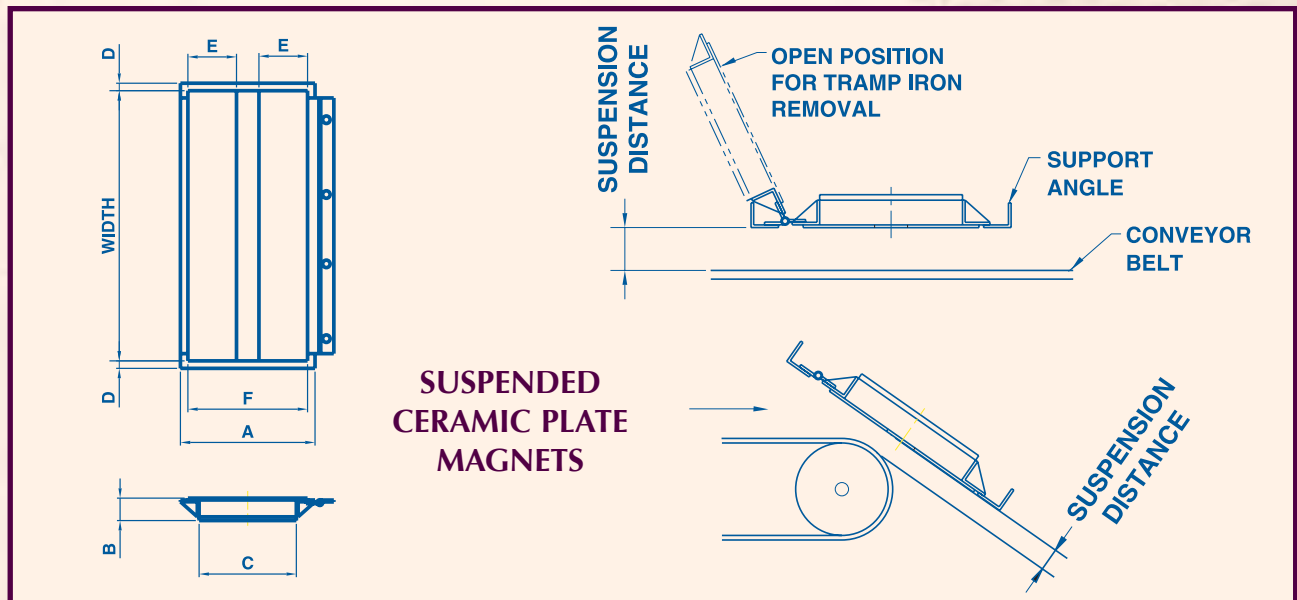 D
E
E
WIDTH
D
F
A
B
C
SUSPENDED
CERAMIC PLATE
MAGNETS
SUSPENSION
DISTANCE
OPEN POSITION
FOR TRAMP IRON
REMOVAL
SUPPORT
ANGLE
CONVEYOR
BELT
SUSPENSION
DISTANCE